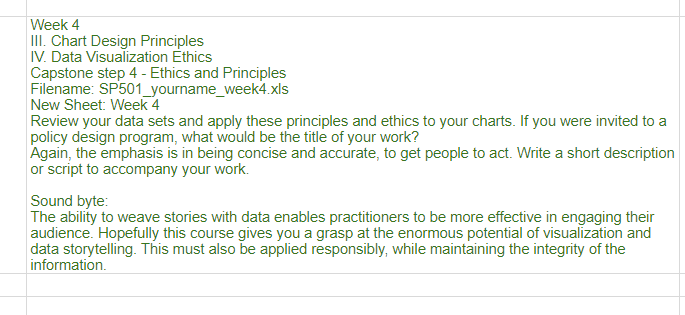 Week 4
III. Chart Design Principles
IV. Data Visualization Ethics
Capstone step 4 - Ethics and Principles
Filename: SP501_yourname_week4.xls
New Sheet: Week 4
Review your data sets and apply these principles and ethics to your charts. If you were invited to a
policy design program, what would be the title of your work?
Again, the emphasis is in being concise and accurate, to get people to act. Write a short description
or script to accompany your work.
Sound byte:
The ability to weave stories with data enables practitioners to be more effective in engaging their
audience. Hopefully this course gives you a grasp at the enormous potential of visualization and
data storytelling. This must also be applied responsibly, while maintaining the integrity of the
information.